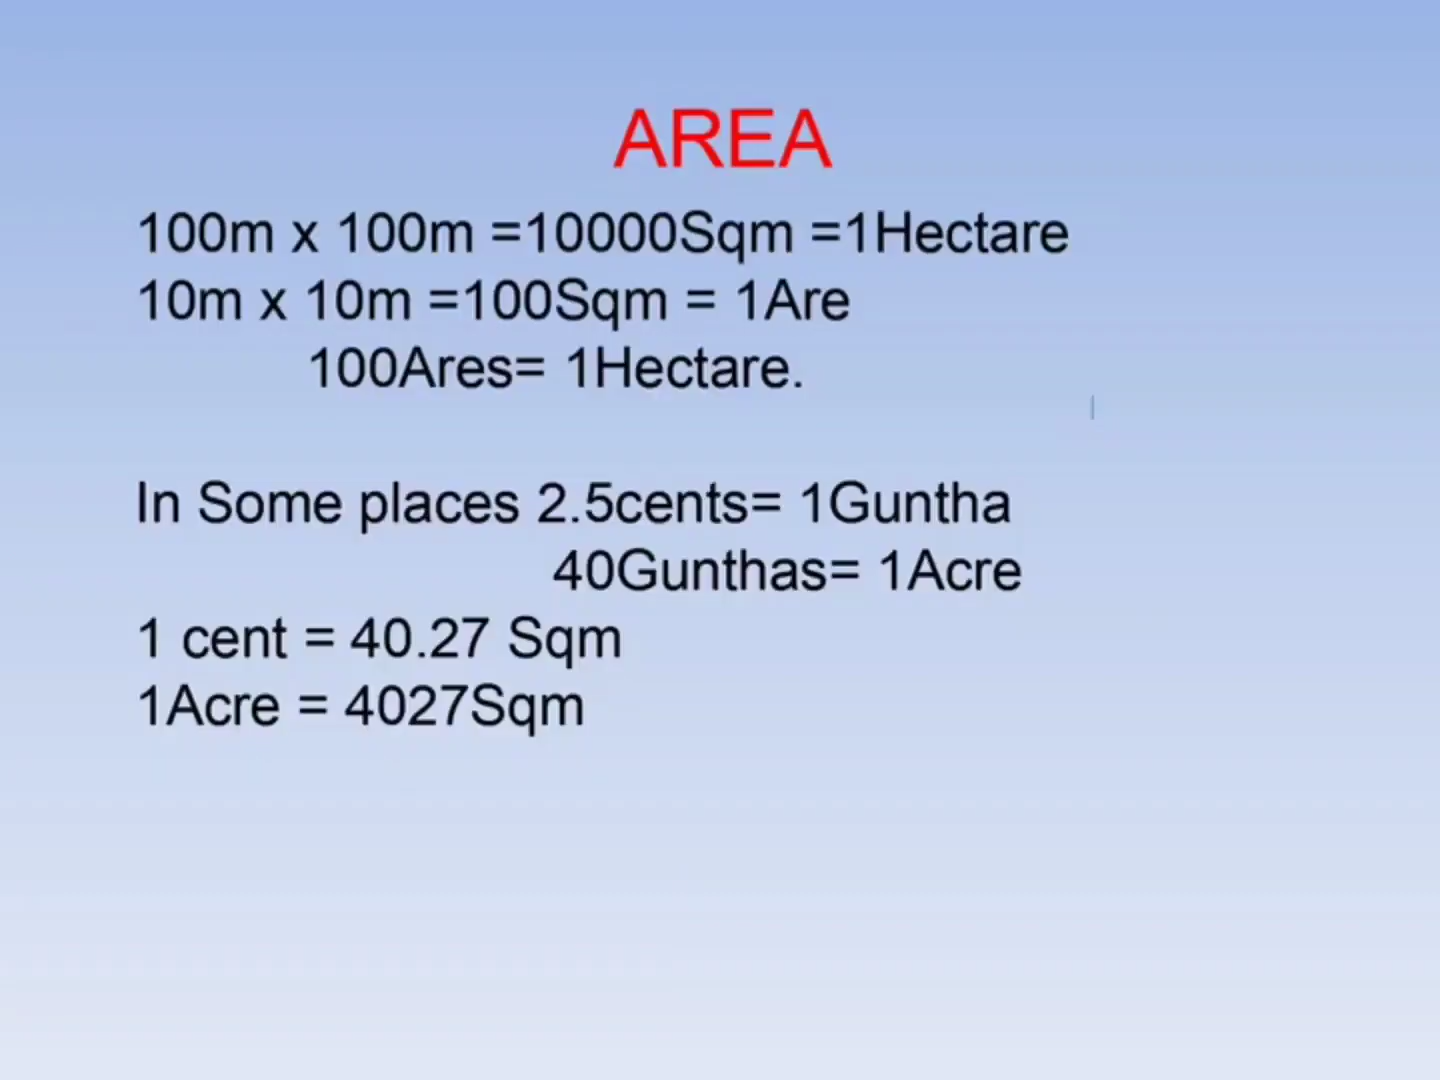 AREA
100m x 100m =10000Sqm =1Hectare
10m x 10m =100Sqm = 1Are
100Ares= 1Hectare.
In Some places 2.5cents= 1Guntha
40Gunthas= 1Acre
1 cent = 40.27 Sqm
1Acre = 4027Sqm